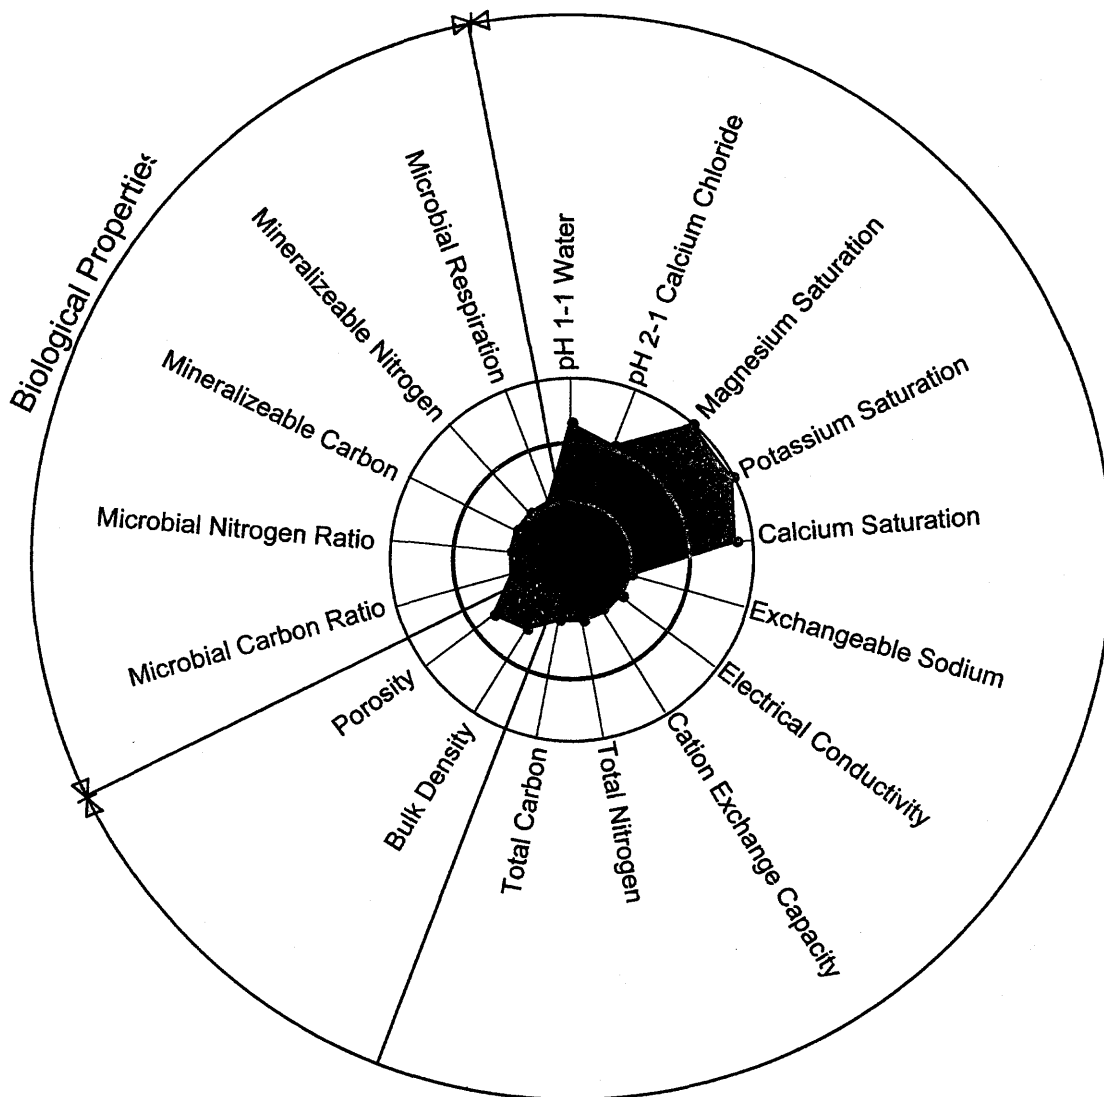 Biological Properties
Microbial Respiration
Mineralizeable Nitrogen
Mineralizeable Carbon
Microbial Nitrogen Ratio
Microbial Carbon Ratio
Porosity
Bulk Density
Total Carbon
Total Nitrogen
Cation Exchange Capacity
Electrical Conductivity
Exchangeable Sodium
Calcium Saturation
Potassium Saturation
Magnesium Saturation
pH 2-1 Calcium Chloride
pH 1-1 Water